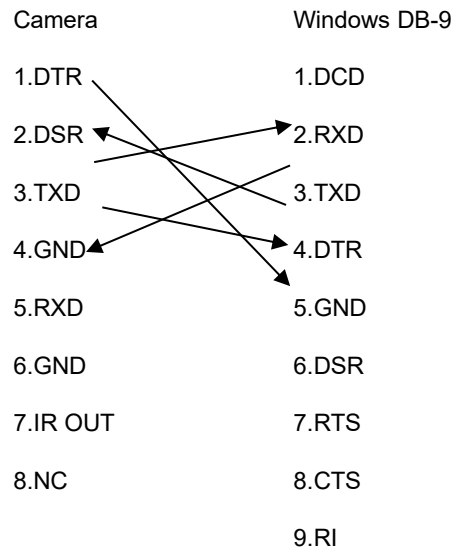 Camera Windows DB-9
1.DTR 1.DCD
2.DSR 2.RXD
3.TXD 3.TXD
4.GND 4.DTR
5.RXD 5.GND
6.GND 6.DSR
7.IR OUT 7.RTS
8.NC 8.CTS
9.RI